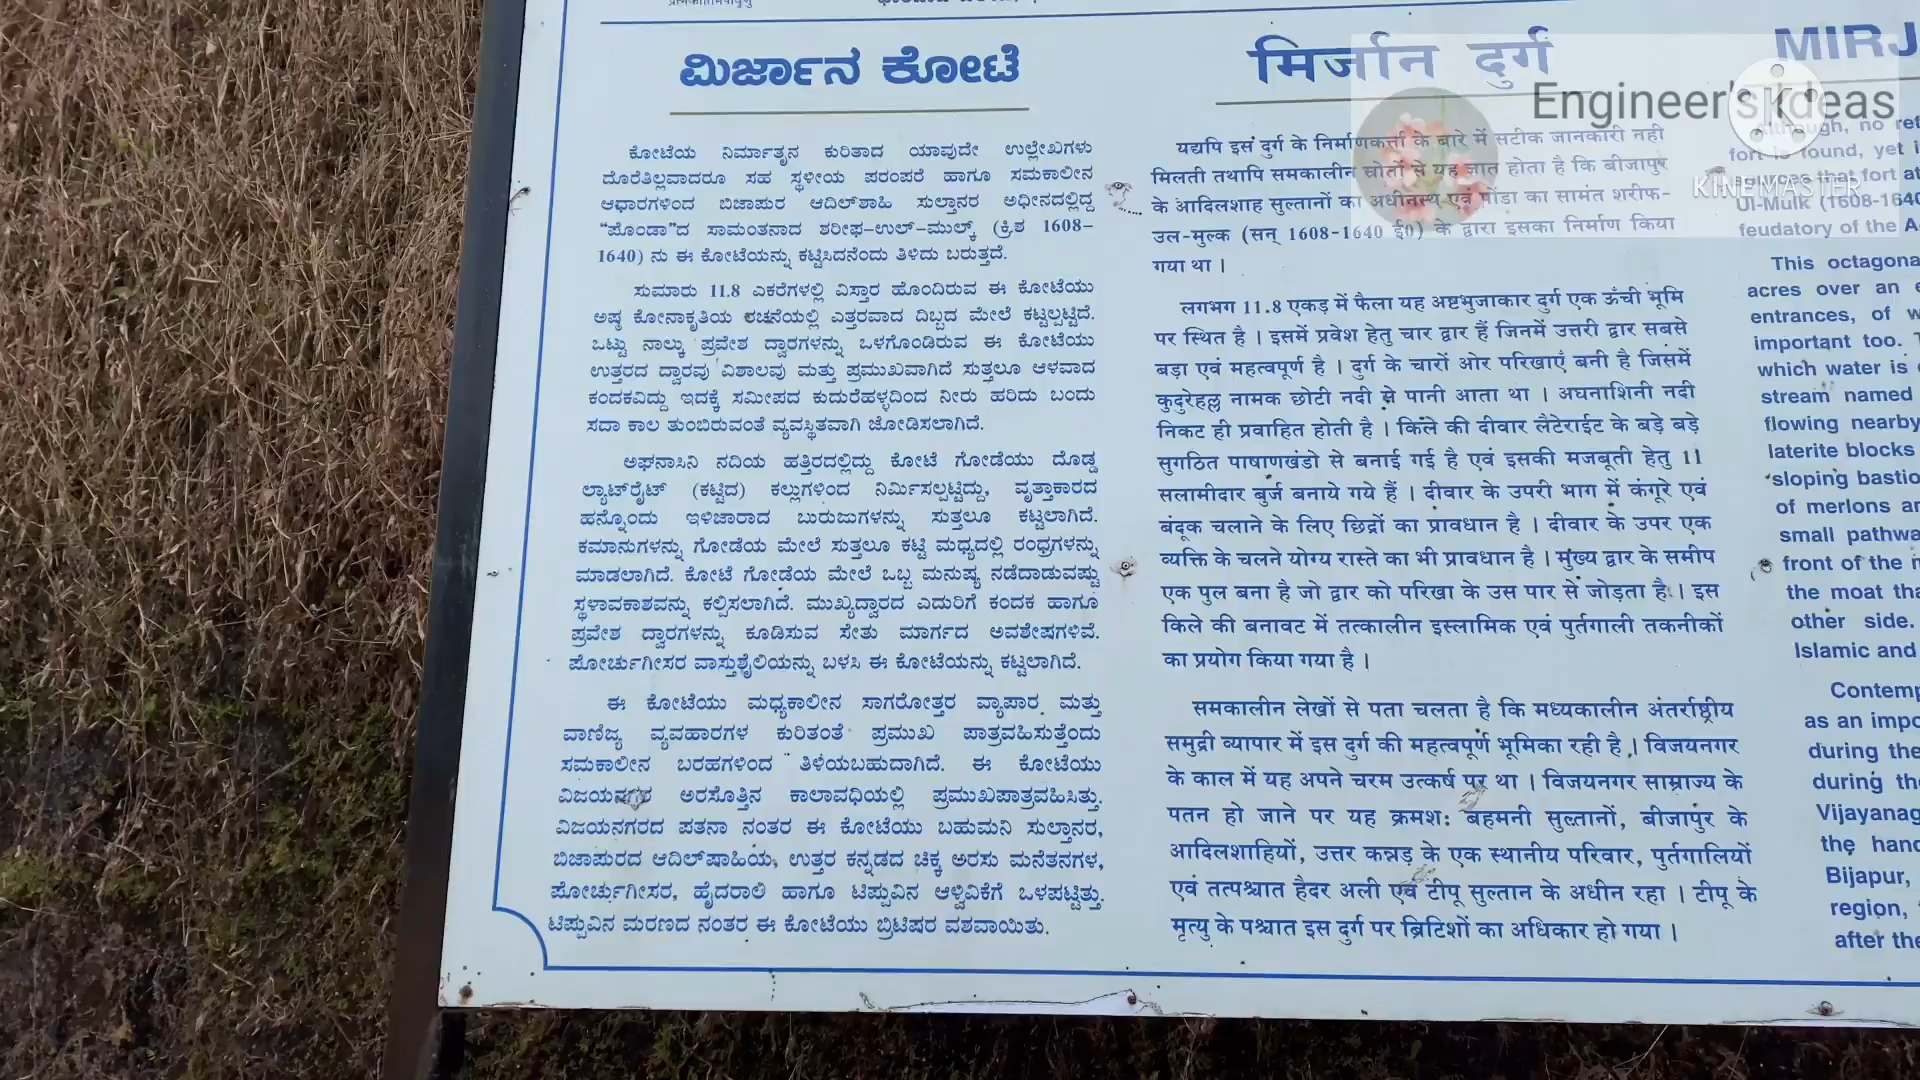 ಮಿರ್ಜಾನ ಕೋಟೆ
ಕೋಟೆಯ ನಿರ್ಮಾತೃನ ಕುರಿತಾದ ಯಾವುದೇ ಉಲ್ಲೇಖಗಳು
ದೊರೆತಿಲ್ಲವಾದರೂ ಸಹ ಸ್ಥಳೀಯ ಪರಂಪರೆ ಹಾಗೂ ಸಮಕಾಲೀನ
ಆಧಾರಗಳಿಂದ ಬಿಜಾಪುರ ಆದಿಲ್‌ಶಾಹಿ ಸುಲ್ತಾನರ ಅಧೀನದಲ್ಲಿದ್ದ
“ಪೊಂಡಾ”ದ ಸಾಮಂತನಾದ ಶರೀಫ-ಉಲ್-ಮುಲ್ಕ್ (ಕ್ರಿಶ 1608-
1640) ನು ಈ ಕೋಟೆಯನ್ನು ಕಟ್ಟಿಸಿದನೆಂದು ತಿಳಿದು ಬರುತ್ತದೆ.
ಸುಮಾರು 11.8 ಎಕರೆಗಳಲ್ಲಿ ವಿಸ್ತಾರ ಹೊಂದಿರುವ ಈ ಕೋಟೆಯು
ಅಷ್ಠ ಕೋನಾಕೃತಿಯ ರಚನೆಯಲ್ಲಿ ಎತ್ತರವಾದ ದಿಬ್ಬದ ಮೇಲೆ ಕಟ್ಟಲ್ಪಟ್ಟಿದೆ.
ಒಟ್ಟು ನಾಲ್ಕು ಪ್ರವೇಶ ದ್ವಾರಗಳನ್ನು ಒಳಗೊಂಡಿರುವ ಈ ಕೋಟೆಯು
ಉತ್ತರದ ದ್ವಾರವು ವಿಶಾಲವು ಮತ್ತು ಪ್ರಮುಖವಾಗಿದೆ ಸುತ್ತಲೂ ಆಳವಾದ
ಕಂದಕವಿದ್ದು ಇದಕ್ಕೆ ಸಮೀಪದ ಕುದುರೆಹಳ್ಳದಿಂದ ನೀರು ಹರಿದು ಬಂದು
ಸದಾ ಕಾಲ ತುಂಬಿರುವಂತೆ ವ್ಯವಸ್ಥಿತವಾಗಿ ಜೋಡಿಸಲಾಗಿದೆ.
ಅಘನಾಸಿನಿ ನದಿಯ ಹತ್ತಿರದಲ್ಲಿದ್ದು ಕೋಟೆ ಗೋಡೆಯು ದೊಡ್ಡ
ಲ್ಯಾಟ್‌ರೈಟ್ (ಕಟ್ಟಿದ) ಕಲ್ಲುಗಳಿಂದ ನಿರ್ಮಿಸಲ್ಪಟ್ಟಿದ್ದು, ವೃತ್ತಾಕಾರದ
ಹನ್ನೊಂದು ಇಳಿಜಾರಾದ ಬುರುಜುಗಳನ್ನು ಸುತ್ತಲೂ ಕಟ್ಟಲಾಗಿದೆ.
ಕಮಾನುಗಳನ್ನು ಗೋಡೆಯ ಮೇಲೆ ಸುತ್ತಲೂ ಕಟ್ಟಿ ಮಧ್ಯದಲ್ಲಿ ರಂಧ್ರಗಳನ್ನು
ಮಾಡಲಾಗಿದೆ. ಕೋಟೆ ಗೋಡೆಯ ಮೇಲೆ ಒಬ್ಬ ಮನುಷ್ಯ ನಡೆದಾಡುವಷ್ಟು
ಸ್ಥಳಾವಕಾಶವನ್ನು ಕಲ್ಪಿಸಲಾಗಿದೆ. ಮುಖ್ಯದ್ವಾರದ ಎದುರಿಗೆ ಕಂದಕ ಹಾಗೂ
ಪ್ರವೇಶ ದ್ವಾರಗಳನ್ನು ಕೂಡಿಸುವ ಸೇತು ಮಾರ್ಗದ ಅವಶೇಷಗಳಿವೆ.
ಪೋರ್ಚುಗೀಸರ ವಾಸ್ತುಶೈಲಿಯನ್ನು ಬಳಸಿ ಈ ಕೋಟೆಯನ್ನು ಕಟ್ಟಲಾಗಿದೆ.
ಈ ಕೋಟೆಯು ಮಧ್ಯಕಾಲೀನ ಸಾಗರೋತ್ತರ ವ್ಯಾಪಾರ ಮತ್ತು
ವಾಣಿಜ್ಯ ವ್ಯವಹಾರಗಳ ಕುರಿತಂತೆ ಪ್ರಮುಖ ಪಾತ್ರವಹಿಸುತ್ತೆಂದು
ಸಮಕಾಲೀನ ಬರಹಗಳಿಂದ ತಿಳಿಯಬಹುದಾಗಿದೆ. ಈ ಕೋಟೆಯು
ವಿಜಯನಗರ ಅರಸೊತ್ತಿನ ಕಾಲಾವಧಿಯಲ್ಲಿ ಪ್ರಮುಖಪಾತ್ರವಹಿಸಿತ್ತು.
ವಿಜಯನಗರದ ಪತನಾ ನಂತರ ಈ ಕೋಟೆಯು ಬಹುಮನಿ ಸುಲ್ತಾನರ,
ಬಿಜಾಪುರದ ಆದಿಲ್‌ಷಾಹಿಯ, ಉತ್ತರ ಕನ್ನಡದ ಚಿಕ್ಕ ಅರಸು ಮನೆತನಗಳ,
ಪೋರ್ಚುಗೀಸರ, ಹೈದರಾಲಿ ಹಾಗೂ ಟಿಪ್ಪುವಿನ ಆಳ್ವಿವಿಕೆಗೆ ಒಳಪಟ್ಟಿತ್ತು.
ಟಿಪ್ಪುವಿನ ಮರಣದ ನಂತರ ಈ ಕೋಟೆಯು ಬ್ರಿಟಿಷರ ವಶವಾಯಿತು.
मिर्जान दुर्ग
यद्यपि इस दुर्ग के निर्माणकर्त्ता के बारे में सटीक जानकारी नही
मिलती तथापि समकालीन स्रोतों से यह ज्ञात होता है कि बीजापुर
के आदिलशाह सुल्तानों का अधीनस्थ एवं पोंडा का सामंत शरीफ-
उल-मुल्क (सन् 1608-1640 ई0) के द्वारा इसका निर्माण किया
गया था ।
लगभग 11.8 एकड़ में फैला यह अष्टभुजाकार दुर्ग एक ऊँची भूमि
पर स्थित है । इसमें प्रवेश हेतु चार द्वार हैं जिनमें उत्तरी द्वार सबसे
बड़ा एवं महत्वपूर्ण है । दुर्ग के चारों ओर परिखाएँ बनी है जिसमें
कुदुरेहल्ल नामक छोटी नदी से पानी आता था । अघनाशिनी नदी
निकट ही प्रवाहित होती है । किले की दीवार लैटेराईट के बड़े बड़े
सुगठित पाषाणखंडो से बनाई गई है एवं इसकी मजबूती हेतु 11
सलामीदार बुर्ज बनाये गये हैं । दीवार के उपरी भाग में कंगूरे एवं
बंदूक चलाने के लिए छिद्रों का प्रावधान है । दीवार के उपर एक
व्यक्ति के चलने योग्य रास्ते का भी प्रावधान है । मुख्य द्वार के समीप
एक पुल बना है जो द्वार को परिखा के उस पार से जोड़ता है । इस
किले की बनावट में तत्कालीन इस्लामिक एवं पुर्तगाली तकनीकों
का प्रयोग किया गया है ।
समकालीन लेखों से पता चलता है कि मध्यकालीन अंतर्राष्ट्रीय
समुद्री व्यापार में इस दुर्ग की महत्वपूर्ण भूमिका रही है । विजयनगर
के काल में यह अपने चरम उत्कर्ष पर था । विजयनगर साम्राज्य के
पतन हो जाने पर यह क्रमश: बहमनी सुल्तानों, बीजापुर के
आदिलशाहियों, उत्तर कन्नड़ के एक स्थानीय परिवार, पुर्तगालियों
एवं तत्पश्चात हैदर अली एवं टीपू सुल्तान के अधीन रहा । टीपू के
मृत्यु के पश्चात इस दुर्ग पर ब्रिटिशों का अधिकार हो गया ।
MIRJ
Engineer's Ideas
KINEMASTER
Although, no ref
fort is found, yet i
sources that fort at
Ul-Mulk (1608-1640
feudatory of the A
This octagona
acres over an e
entrances, of w
important too. T
which water is
stream named
flowing nearby
laterite blocks
sloping bastio
of merlons an
small pathwa
front of the m
the moat tha
other side.
Islamic and
Contemp
as an impo
during the
during the
Vijayanag
the hand
Bijapur,
region,
after the